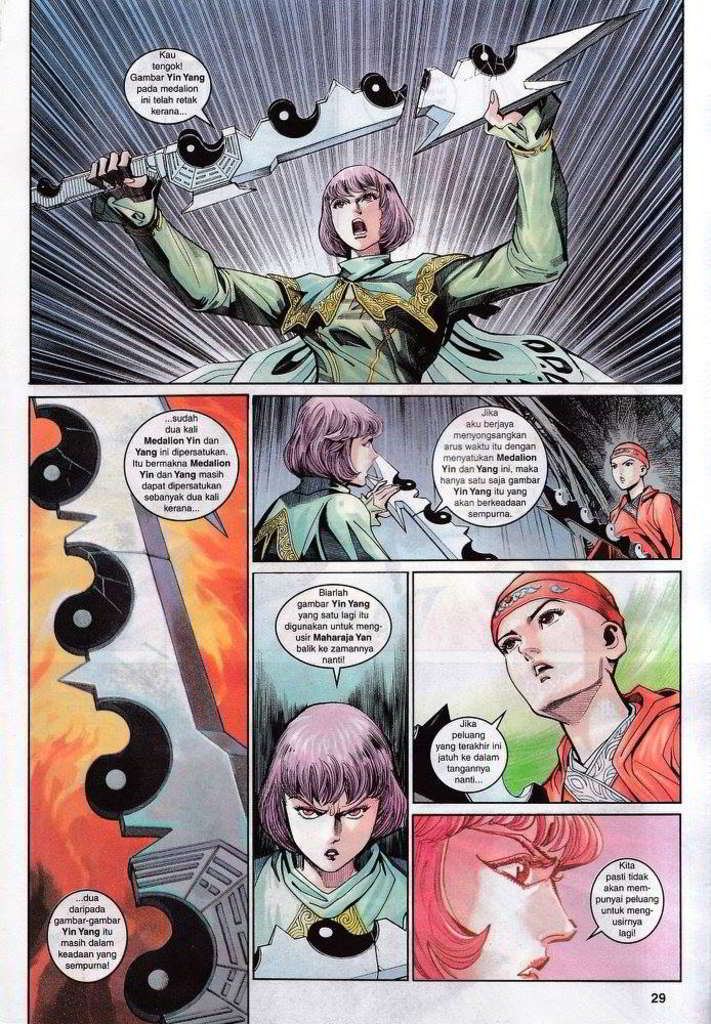 Kau
tengok!
Gambar Yin Yang
pada medalion
ini telah retak
kerana...
...sudah
dua kali
Medalion Yin dan
Yang ini dipersatukan.
Itu bermakna Medalion
Yin dan Yang masih
dapat dipersatukan
sebanyak dua kali
kerana...
...dua
daripada
gambar-gambar
Yin Yang itu
masih dalam
keadaan yang
sempurna!
Jika
aku berjaya
menyongsangkan
arus waktu itu dengan
menyatukan Medalion
Yin dan Yang ini, maka
hanya satu saja gambar
Yin Yang itu yang
akan berkeadaan
sempurna.
Biarlah
gambar Yin Yang
yang satu lagi itu
digunakan untuk meng-
usir Maharaja Yan
balik ke zamannya
nanti!
Jika
peluang
yang terakhir ini
jatuh ke dalam
tangannya
nanti...
Kita
pasti tidak
akan mem-
punyai peluang
untuk meng-
usirnya
lagi!
29